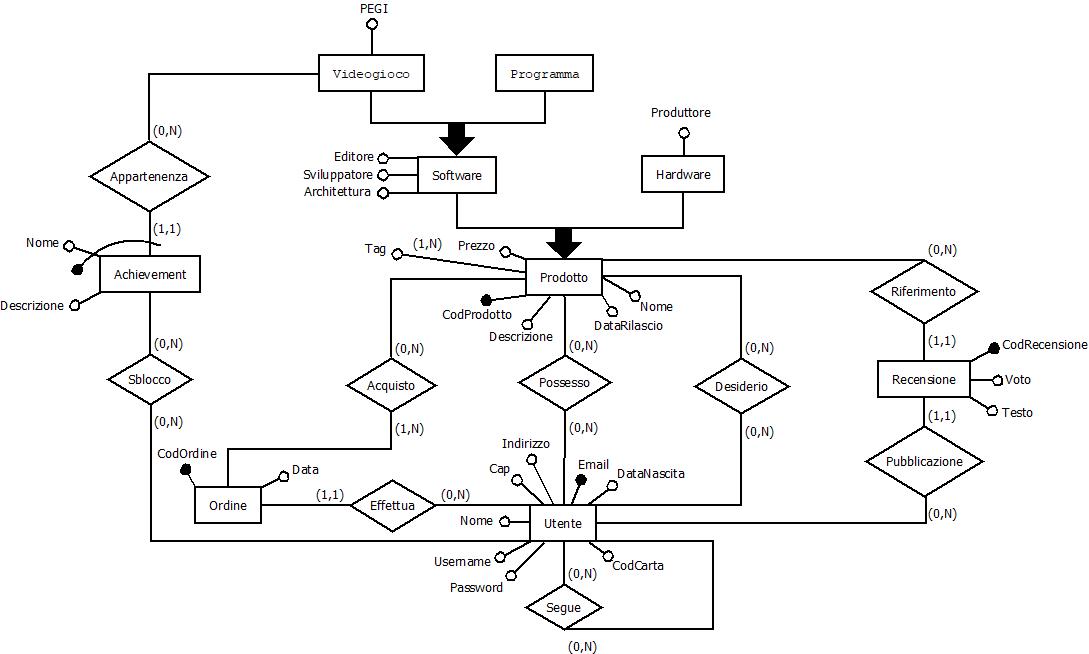 PEGI
Videogioco
Programma
Produttore
(0,N)
Editore
Software
Hardware
Sviluppatore
Appartenenza
Architettura
(1,1)
Nome
Tag
(1,N)
Prezzo
(0,N)
Achievement
Prodotto
Riferimento
Descrizione
CodProdotto
Nome
DataRilascio
Descrizione
(0,N)
(0,N)
(0,N)
(0,N)
(1,1)
CodRecensione
Sblocco
Acquisto
Possesso
Desiderio
Recensione
Voto
Testo
(0,N)
(1,N)
(0,N)
(0,N)
(1,1)
CodOrdine
Indirizzo
Data
Cap
Email
DataNascita
Pubblicazione
Ordine
(1,1)
Effettua
(0,N)
Nome
Utente
(0,N)
Username
CodCarta
Password
(0,N)
Segue
(0,N)